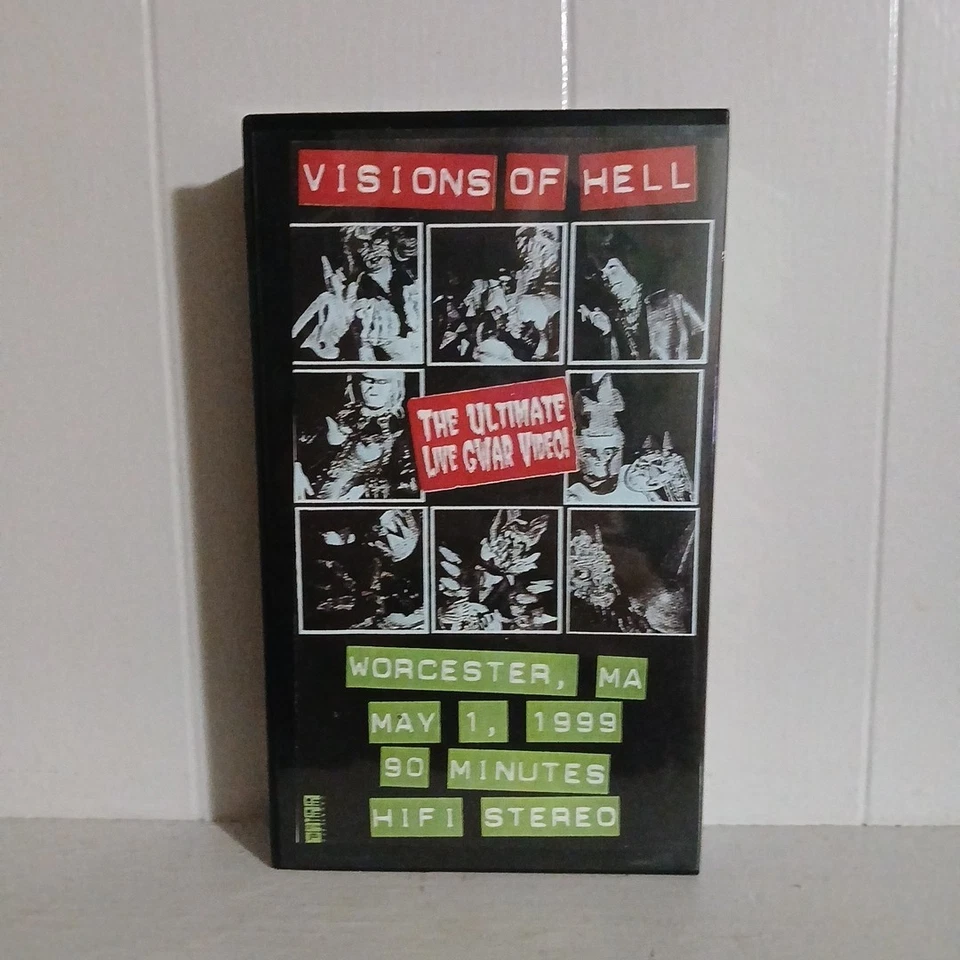 VISIONS OF HELL
THE ULTIMATE
LIVE GWAR VIDEO!
WORCESTER, MA
MAY 1, 1999
90 MINUTES
HIFI STEREO